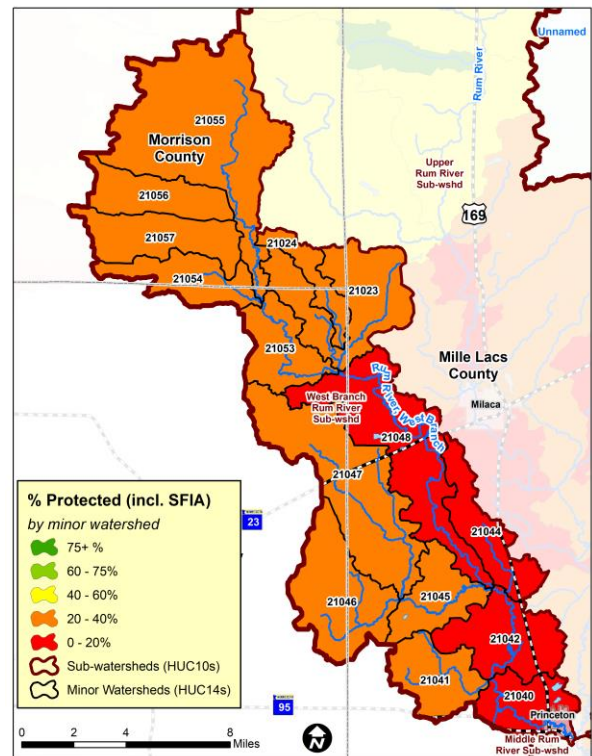 Unnamed
Rum River
21055
Morrison
County
Upper
Rum River
Sub-wshd
169
21056
21057
21024
21054
21023
21053
Mille Lacs
County
Rum River, West Branch
Milaca
West Branch
Rum River
Sub-wshd
21048
21047
% Protected (incl. SFIA)
by minor watershed
75+ %
60 - 75%
40 - 60%
20 - 40%
0 - 20%
Sub-watersheds (HUC10s)
Minor Watersheds (HUC14s)
23
21044
21046
21045
21042
21041
21040
95
Princeton
0 2 4 8
Miles
N
Middle Rum
River Sub-wshd